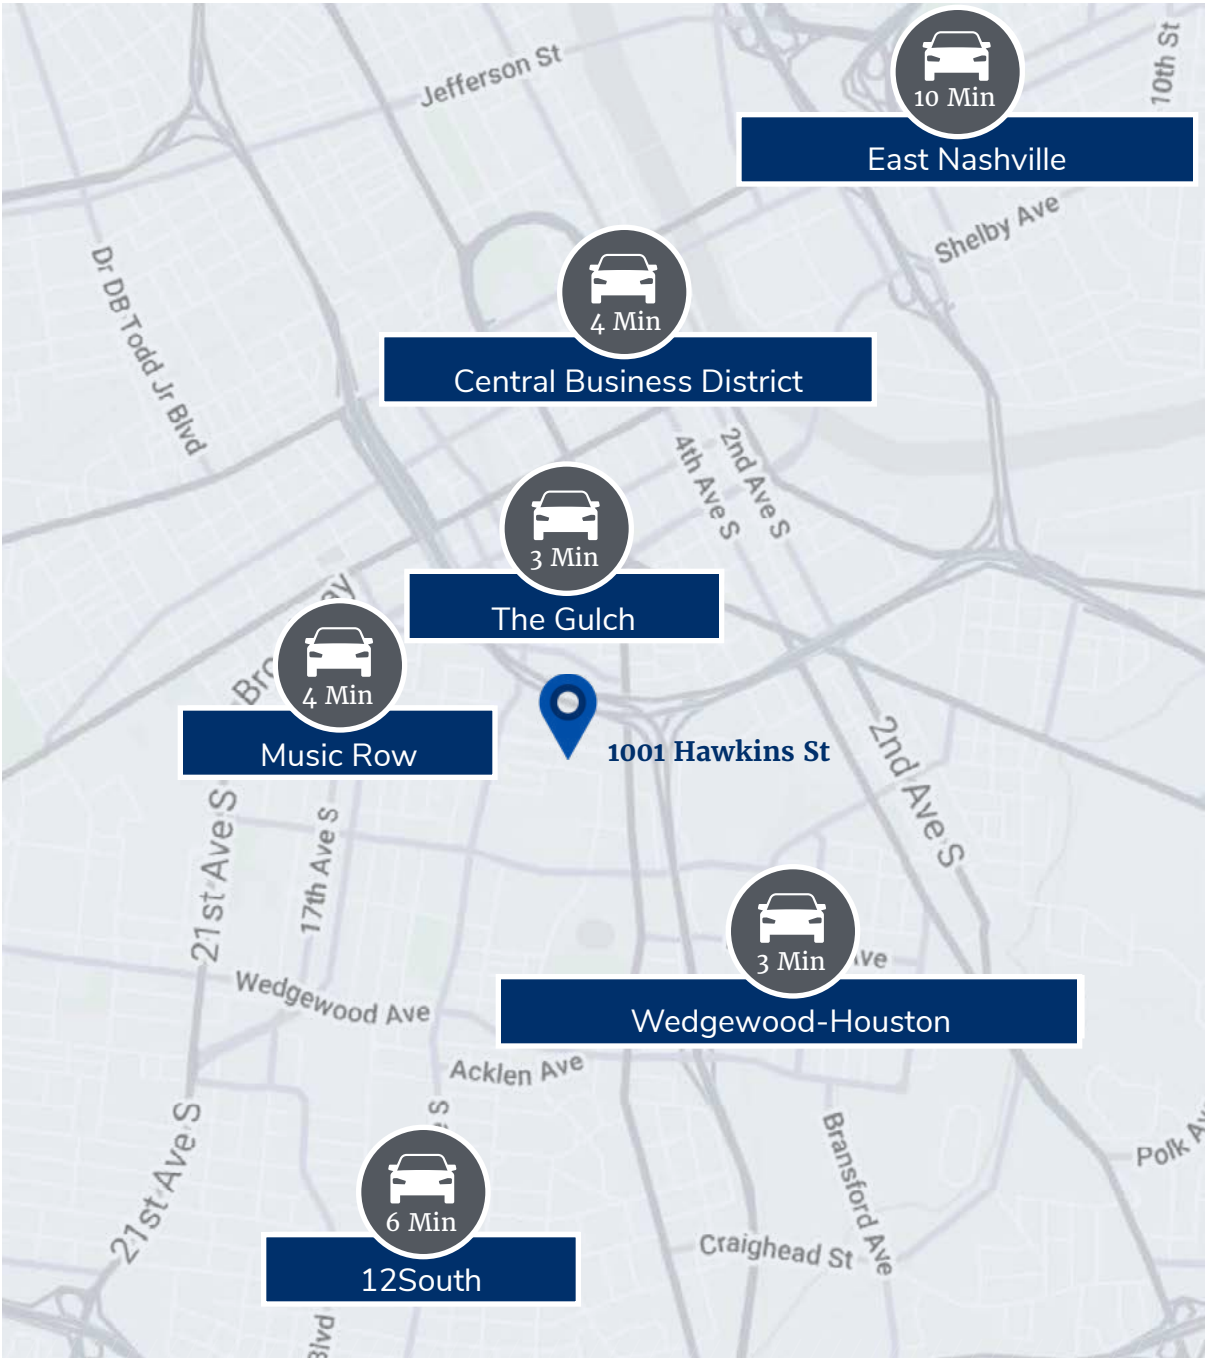 Jefferson St
10th St
10 Min
East Nashville
Shelby Ave
Dr DB Todd Jr Blvd
4 Min
Central Business District
4th Ave S
2nd Ave S
3 Min
The Gulch
4 Min
Music Row
1001 Hawkins St
2nd Ave S
21st Ave S
17th Ave S
3 Min
Wedgewood-Houston
Wedgewood Ave
Acklen Ave
S
21st Ave S
6 Min
12South
Bransford Ave
Polk
Craighead St
Blvd